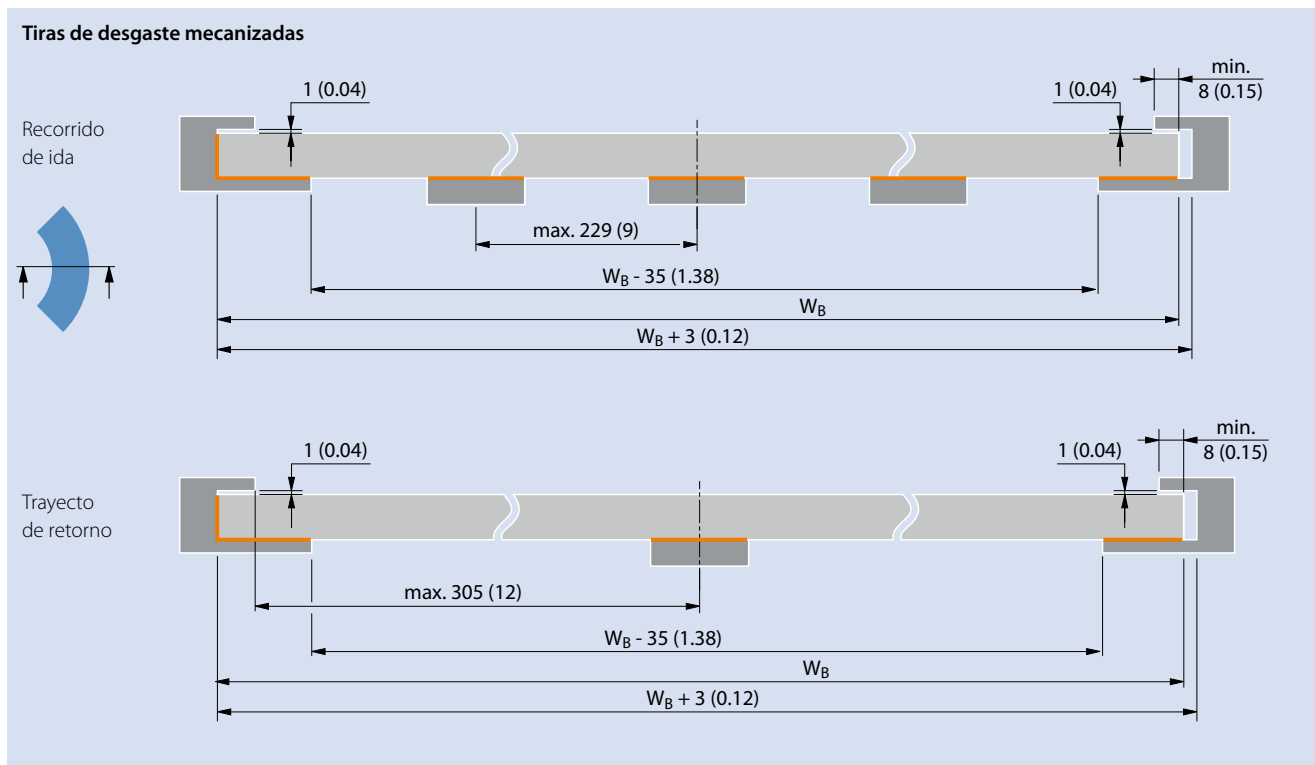 Tiras de desgaste mecanizadas
Recorrido
de ida
1 (0.04)
1 (0.04)
min.
8 (0.15)
max. 229 (9)
W_B - 35 (1.38)
W_B
W_B + 3 (0.12)
Trayecto
de retorno
1 (0.04)
1 (0.04)
min.
8 (0.15)
max. 305 (12)
W_B - 35 (1.38)
W_B
W_B + 3 (0.12)